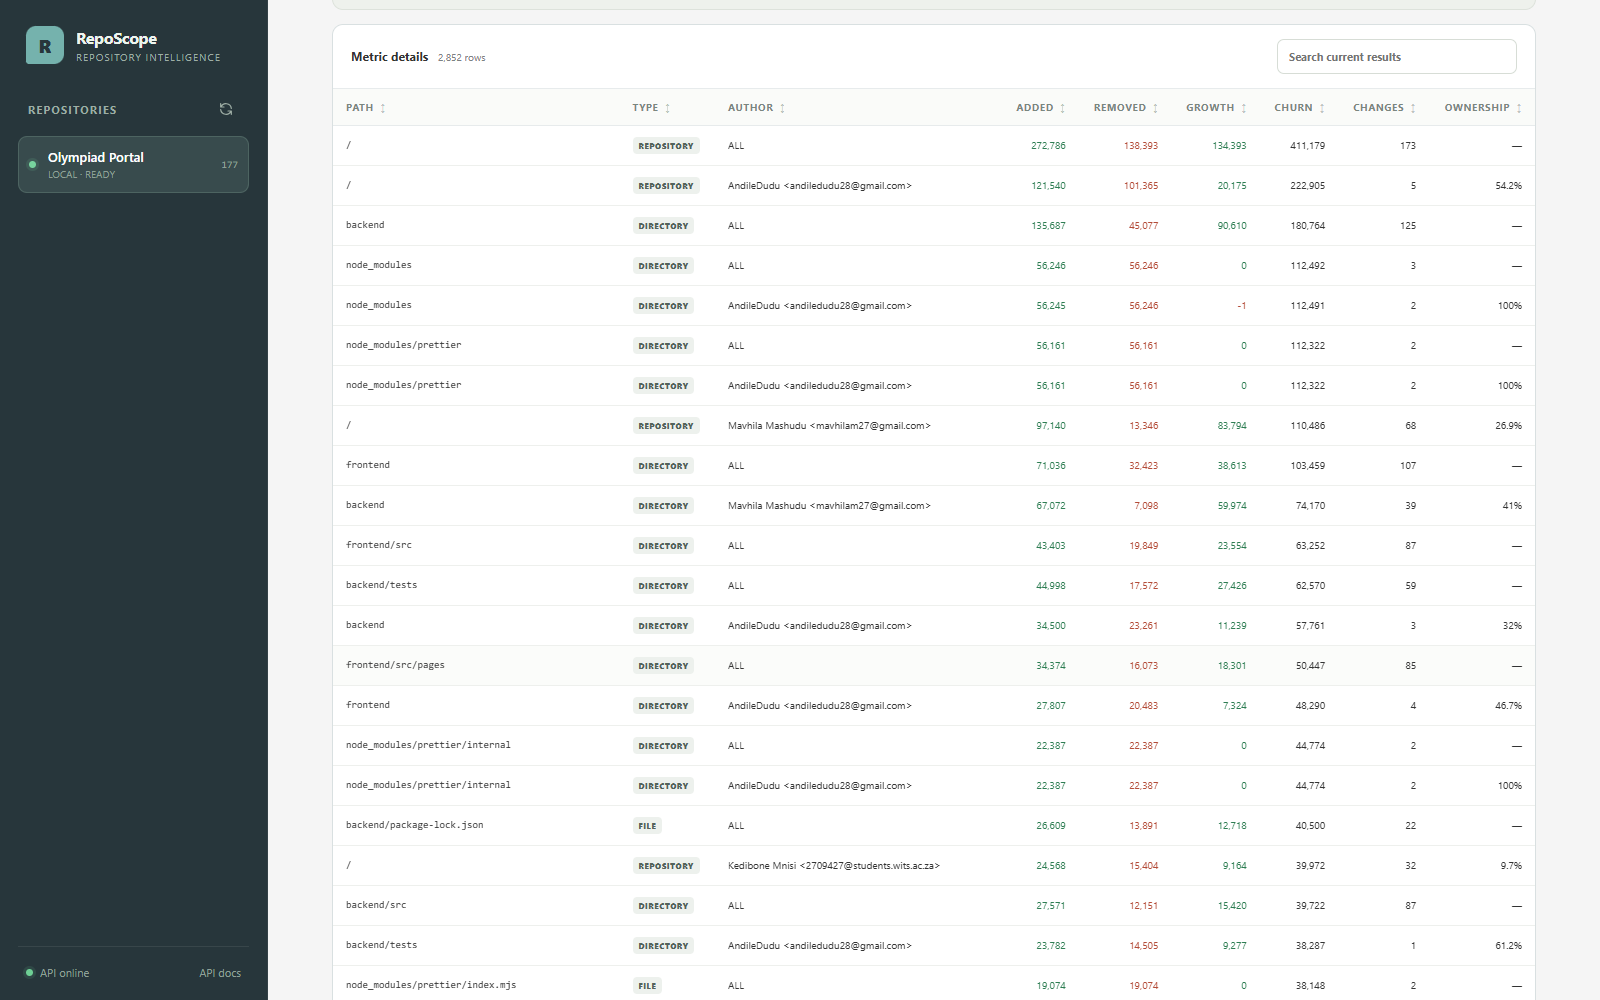 R
RepoScope
REPOSITORY INTELLIGENCE
REPOSITORIES
Olympiad Portal
LOCAL · READY
177
API online
API docs
Metric details 2,852 rows
Search current results
PATH TYPE AUTHOR ADDED REMOVED GROWTH CHURN CHANGES OWNERSHIP
/ REPOSITORY ALL 272,786 138,393 134,393 411,179 173 —
/ REPOSITORY AndileDudu <andiledudu28@gmail.com> 121,540 101,365 20,175 222,905 5 54.2%
backend DIRECTORY ALL 135,687 45,077 90,610 180,764 125 —
node_modules DIRECTORY ALL 56,246 56,246 0 112,492 3 —
node_modules DIRECTORY AndileDudu <andiledudu28@gmail.com> 56,245 56,246 -1 112,491 2 100%
node_modules/prettier DIRECTORY ALL 56,161 56,161 0 112,322 2 —
node_modules/prettier DIRECTORY AndileDudu <andiledudu28@gmail.com> 56,161 56,161 0 112,322 2 100%
/ REPOSITORY Mavhila Mashudu <mavhilam27@gmail.com> 97,140 13,346 83,794 110,486 68 26.9%
frontend DIRECTORY ALL 71,036 32,423 38,613 103,459 107 —
backend DIRECTORY Mavhila Mashudu <mavhilam27@gmail.com> 67,072 7,098 59,974 74,170 39 41%
frontend/src DIRECTORY ALL 43,403 19,849 23,554 63,252 87 —
backend/tests DIRECTORY ALL 44,998 17,572 27,426 62,570 59 —
backend DIRECTORY AndileDudu <andiledudu28@gmail.com> 34,500 23,261 11,239 57,761 3 32%
frontend/src/pages DIRECTORY ALL 34,374 16,073 18,301 50,447 85 —
frontend DIRECTORY AndileDudu <andiledudu28@gmail.com> 27,807 20,483 7,324 48,290 4 46.7%
node_modules/prettier/internal DIRECTORY ALL 22,387 22,387 0 44,774 2 —
node_modules/prettier/internal DIRECTORY AndileDudu <andiledudu28@gmail.com> 22,387 22,387 0 44,774 2 100%
backend/package-lock.json FILE ALL 26,609 13,891 12,718 40,500 22 —
/ REPOSITORY Kedibone Mnisi <2709427@students.wits.ac.za> 24,568 15,404 9,164 39,972 32 9.7%
backend/src DIRECTORY ALL 27,571 12,151 15,420 39,722 87 —
backend/tests DIRECTORY AndileDudu <andiledudu28@gmail.com> 23,782 14,505 9,277 38,287 1 61.2%
node_modules/prettier/index.mjs FILE ALL 19,074 19,074 0 38,148 2 —